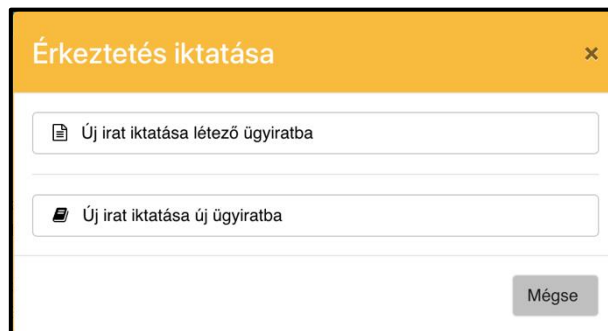 Érkeztetés iktatása
×
Új irat iktatása létező ügyiratba
Új irat iktatása új ügyiratba
Mégse